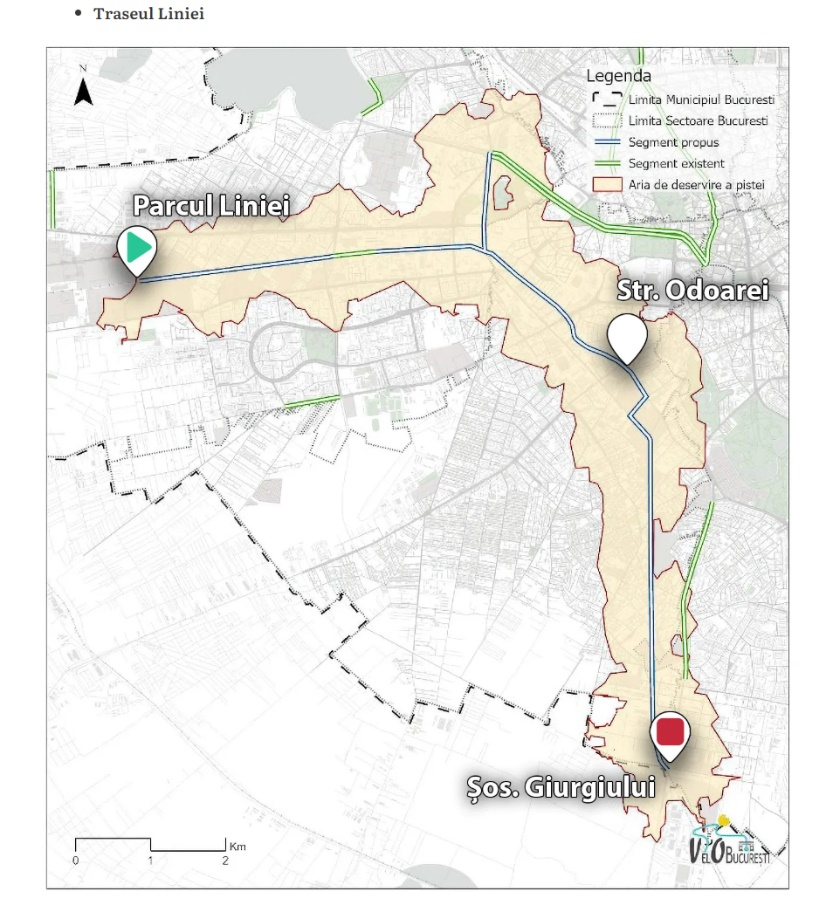 Traseul Liniei
N
Legenda
Limita Municipiul Bucuresti
Limita Sectoare Bucuresti
Segment propus
Segment existent
Aria de deservire a pistei
Parcul Liniei
Str. Odoarei
Șos. Giurgiului
Km
0 1 2
VELOBUCUREȘTI